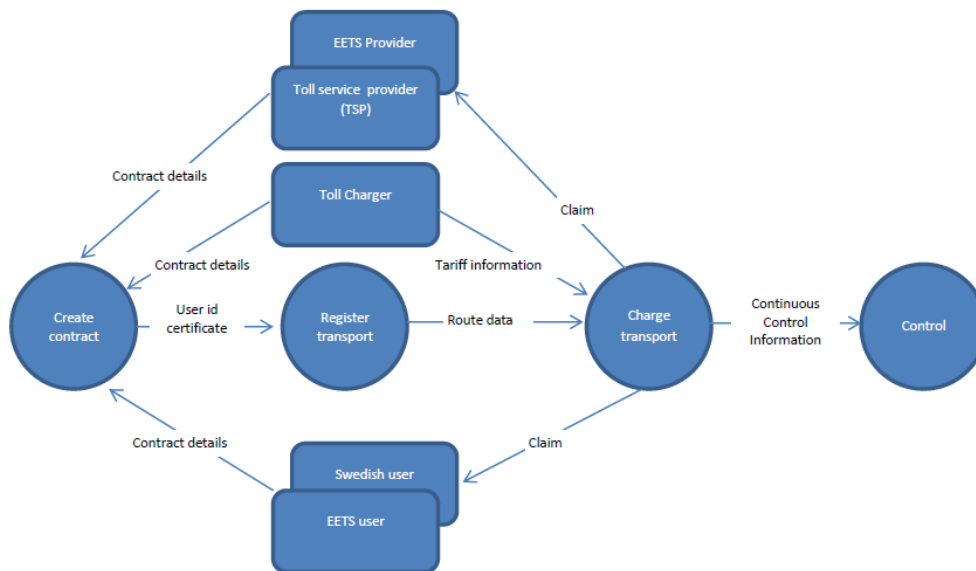 EETS Provider
Toll service provider
(TSP)
Contract details
Toll Charger
Claim
Contract details
Tariff information
Create
contract
User id
certificate
Register
transport
Route data
Charge
transport
Continuous
Control
Information
Control
Contract details
Claim
Swedish user
EETS user